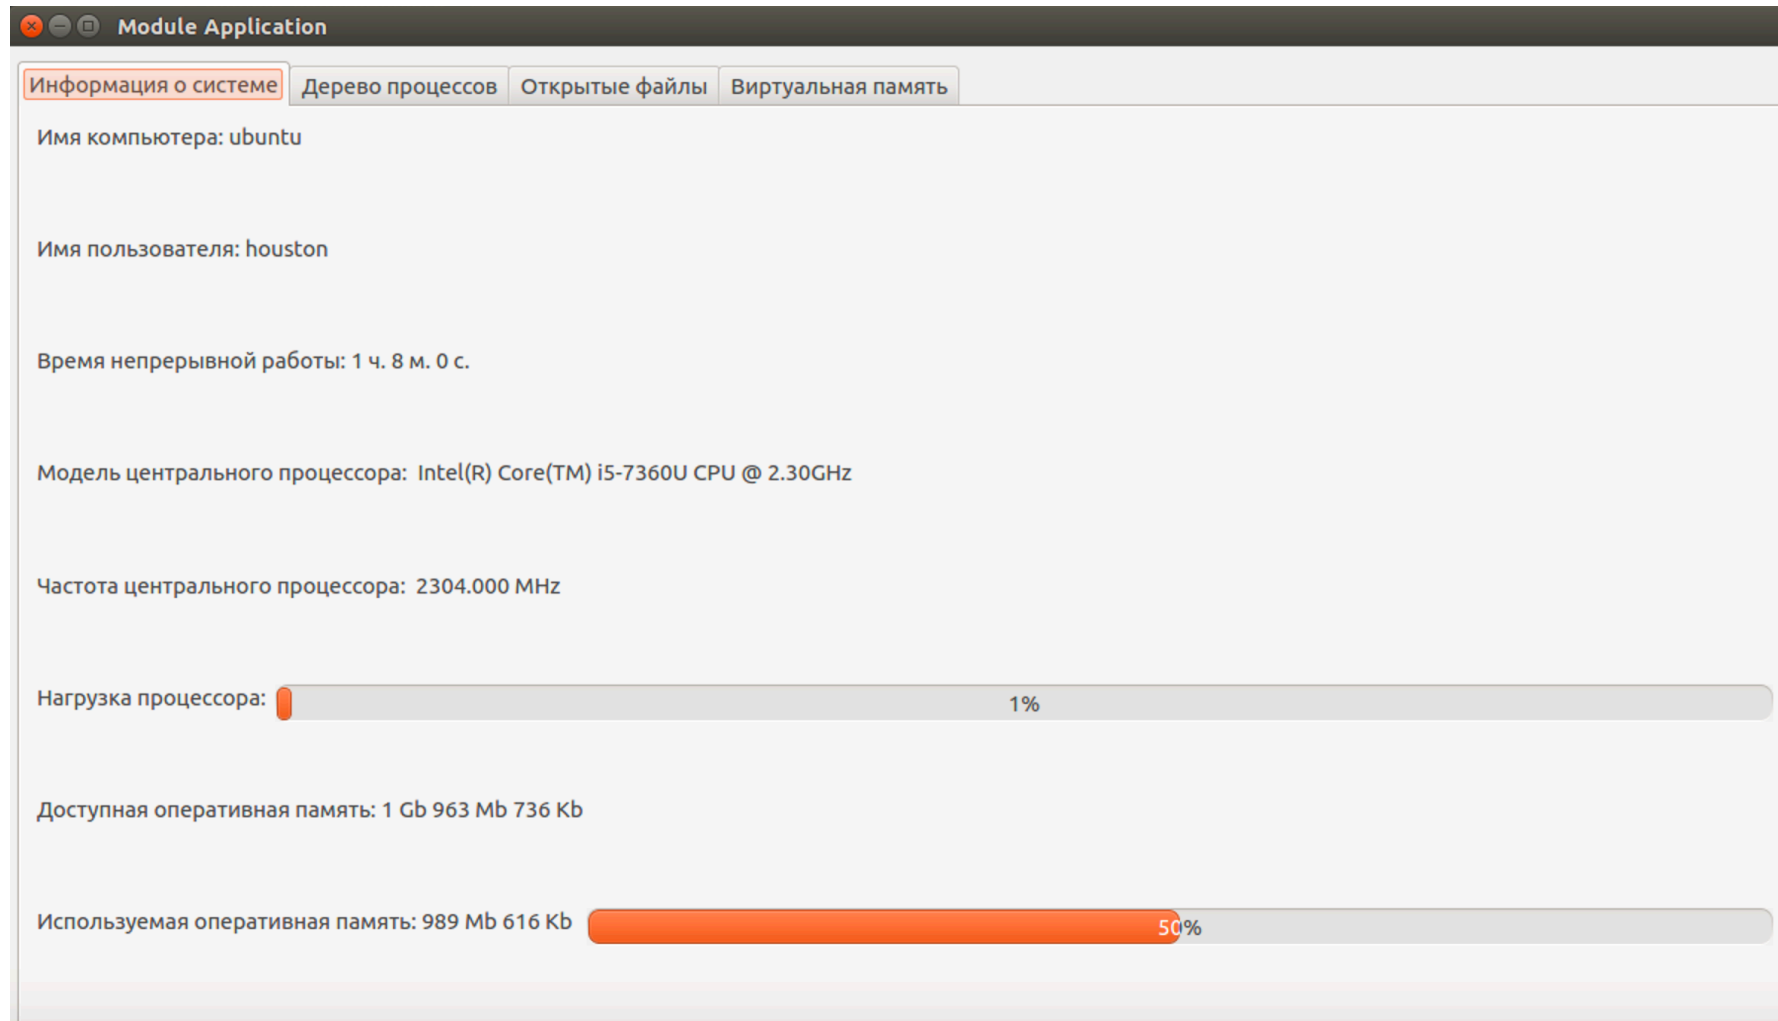 Module Application
Информация о системе Дерево процессов Открытые файлы Виртуальная память
Имя компьютера: ubuntu
Имя пользователя: houston
Время непрерывной работы: 1 ч. 8 м. 0 с.
Модель центрального процессора: Intel(R) Core(TM) i5-7360U CPU @ 2.30GHz
Частота центрального процессора: 2304.000 MHz
Нагрузка процессора: 1%
Доступная оперативная память: 1 Gb 963 Mb 736 Kb
Используемая оперативная память: 989 Mb 616 Kb 50%